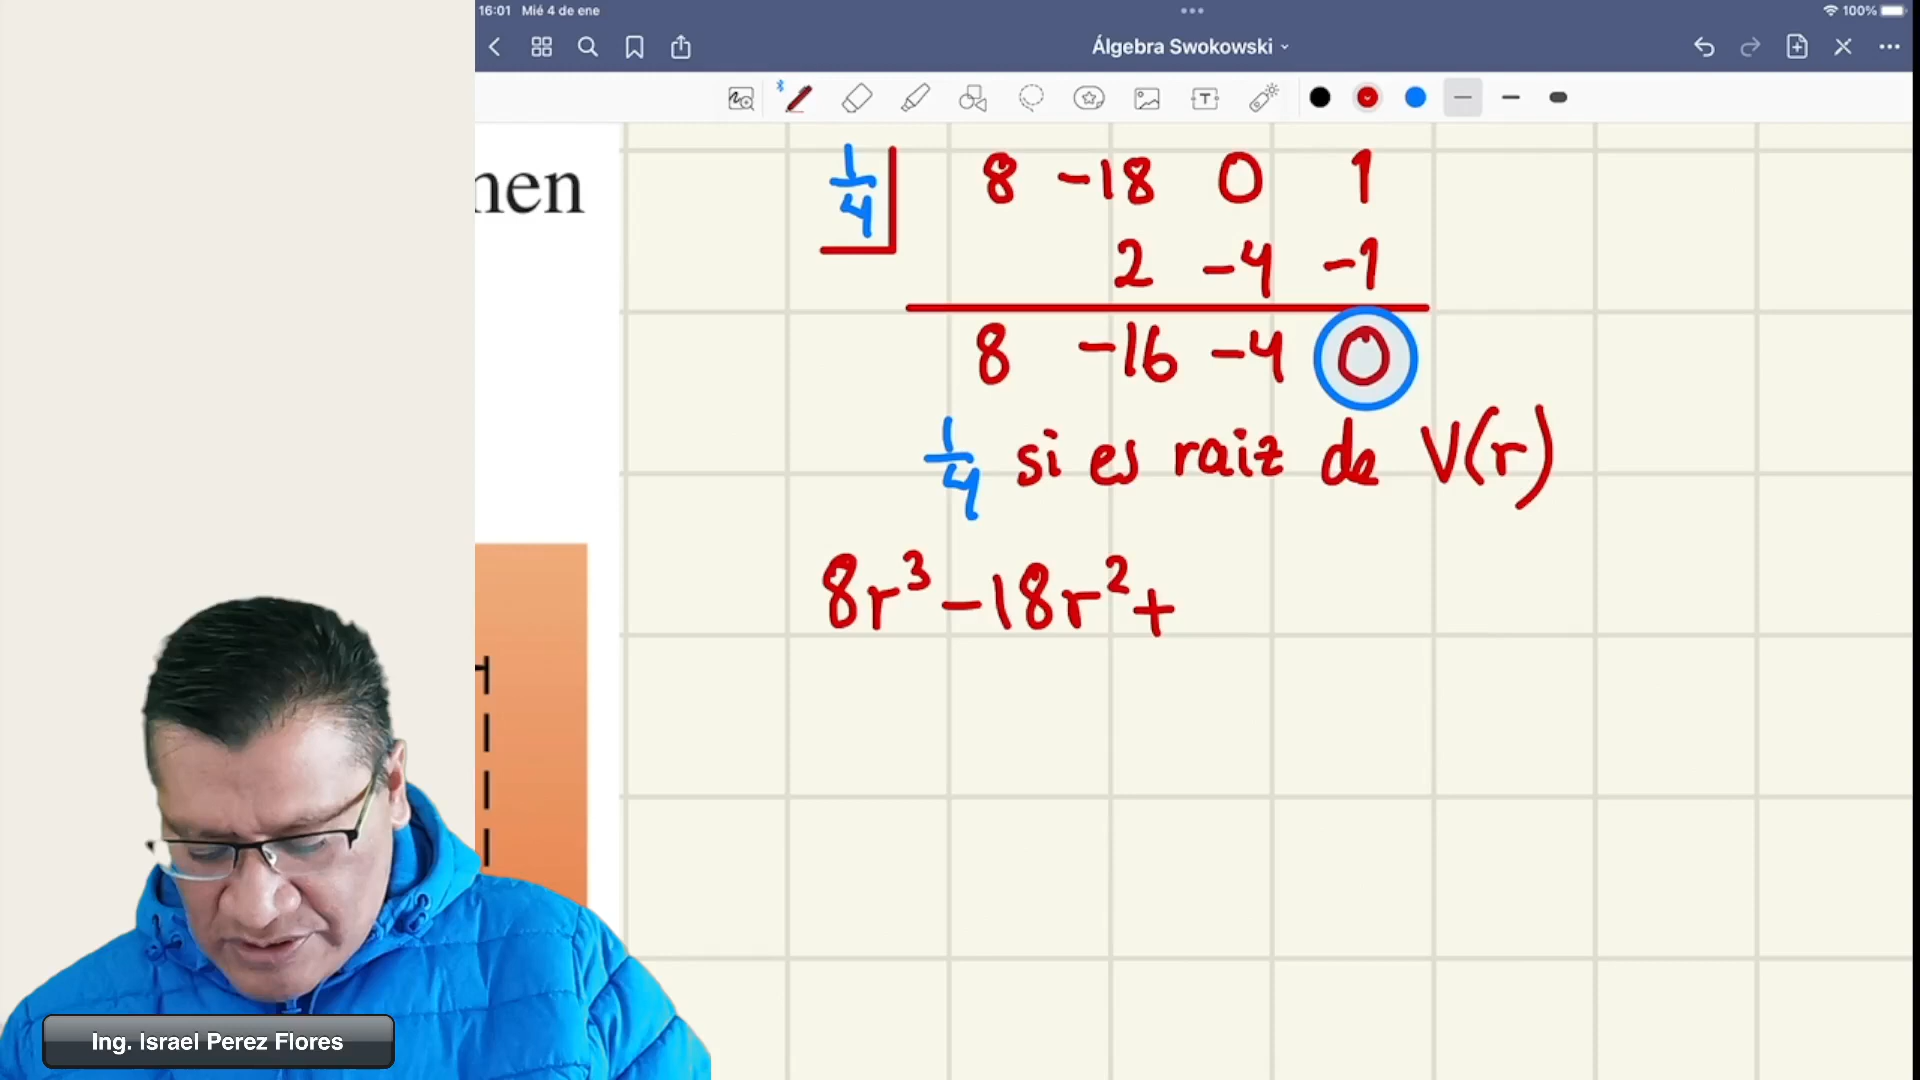 16:01 Mié 4 de ene
100%
Álgebra Swokowski
men
1/4 8 -18 0 1
2 -4 -1
8 -16 -4 0
1/4 si es raiz de V(r)
8r³-18r²+
Ing. Israel Perez Flores